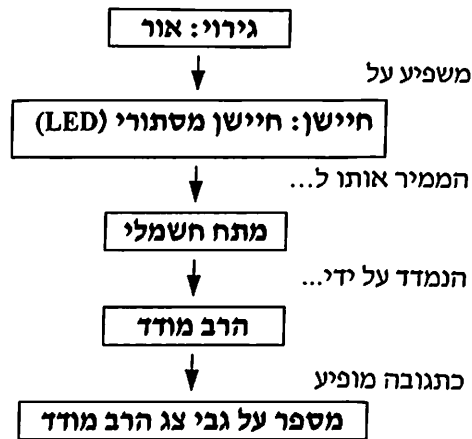 גירוי: אור
משפיע על
חיישן: חיישן מסתורי (LED)
הממיר אותו ל...
מתח חשמלי
הנמדד על ידי...
הרב מודד
כתגובה מופיע
מספר על גבי צג הרב מודד